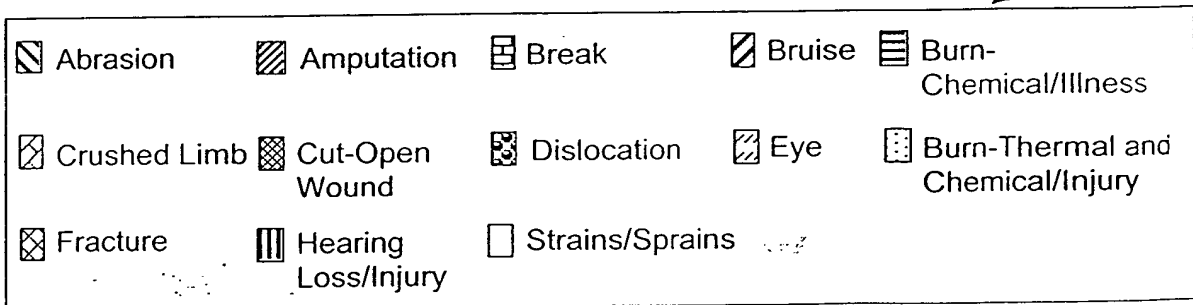 Abrasion Amputation Break Bruise Burn-
Chemical/Illness
Crushed Limb Cut-Open Dislocation Eye Burn-Thermal and
Wound Chemical/Injury
Fracture Hearing Strains/Sprains
Loss/Injury